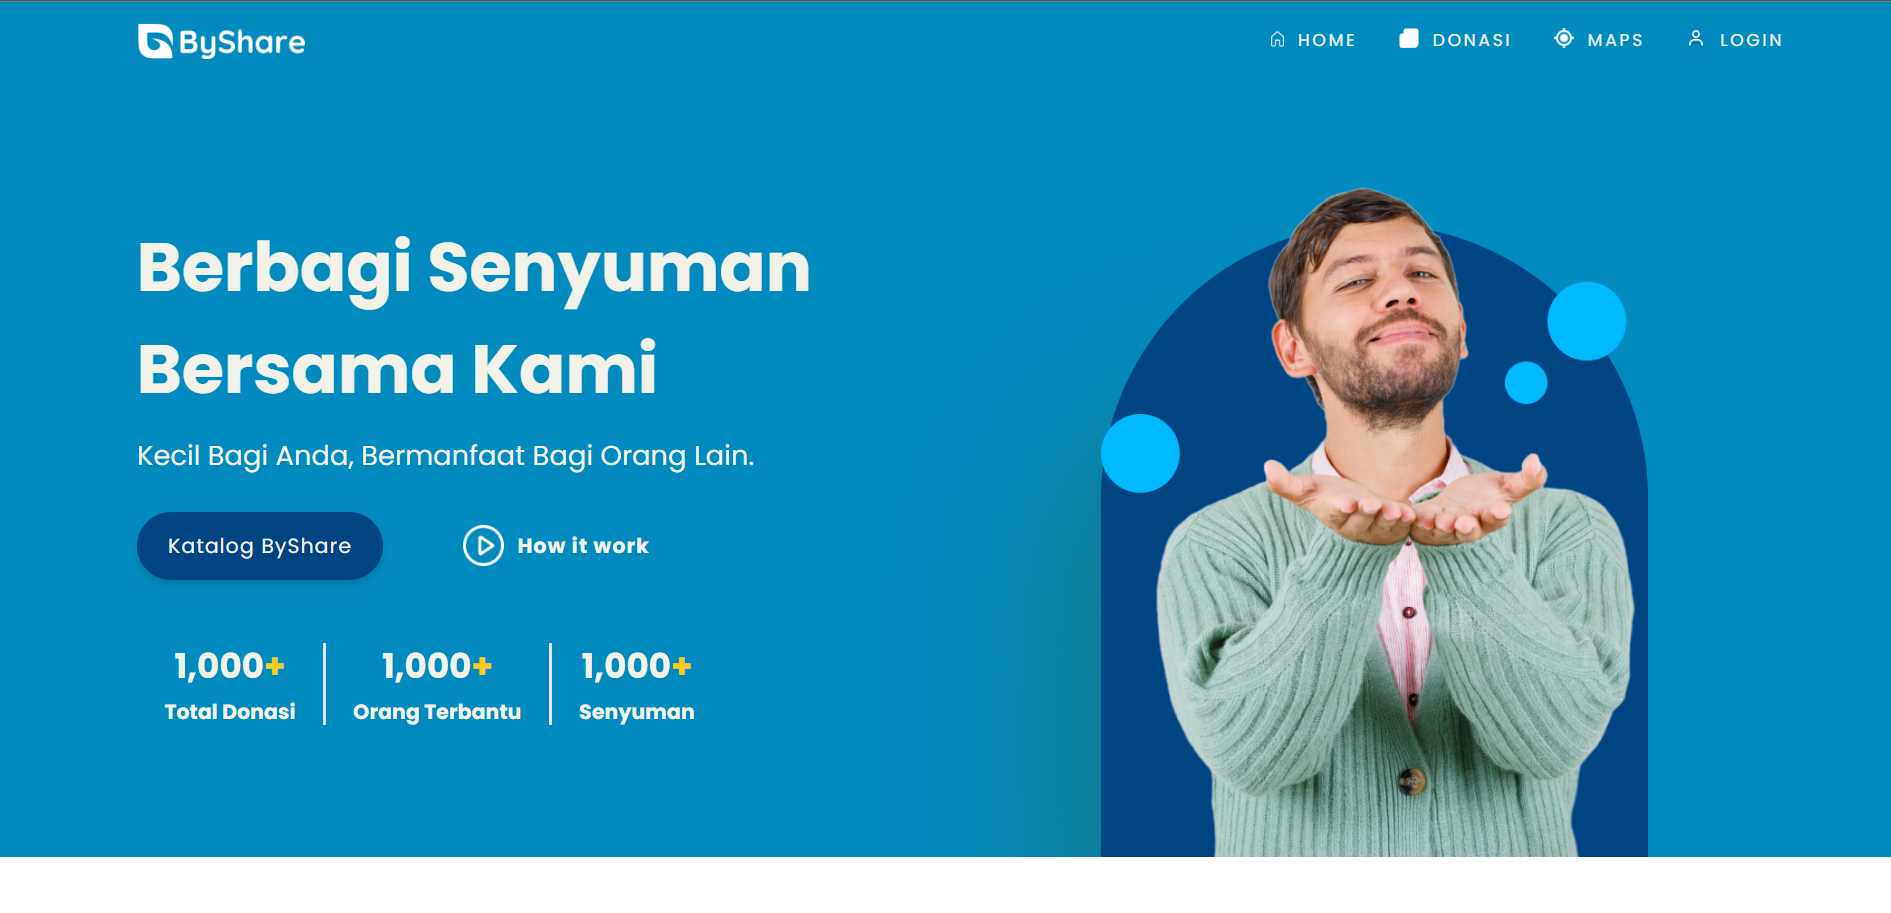 ByShare
HOME
DONASI
MAPS
LOGIN
Berbagi Senyuman
Bersama Kami
Kecil Bagi Anda, Bermanfaat Bagi Orang Lain.
Katalog ByShare
How it work
1,000+
Total Donasi
1,000+
Orang Terbantu
1,000+
Senyuman